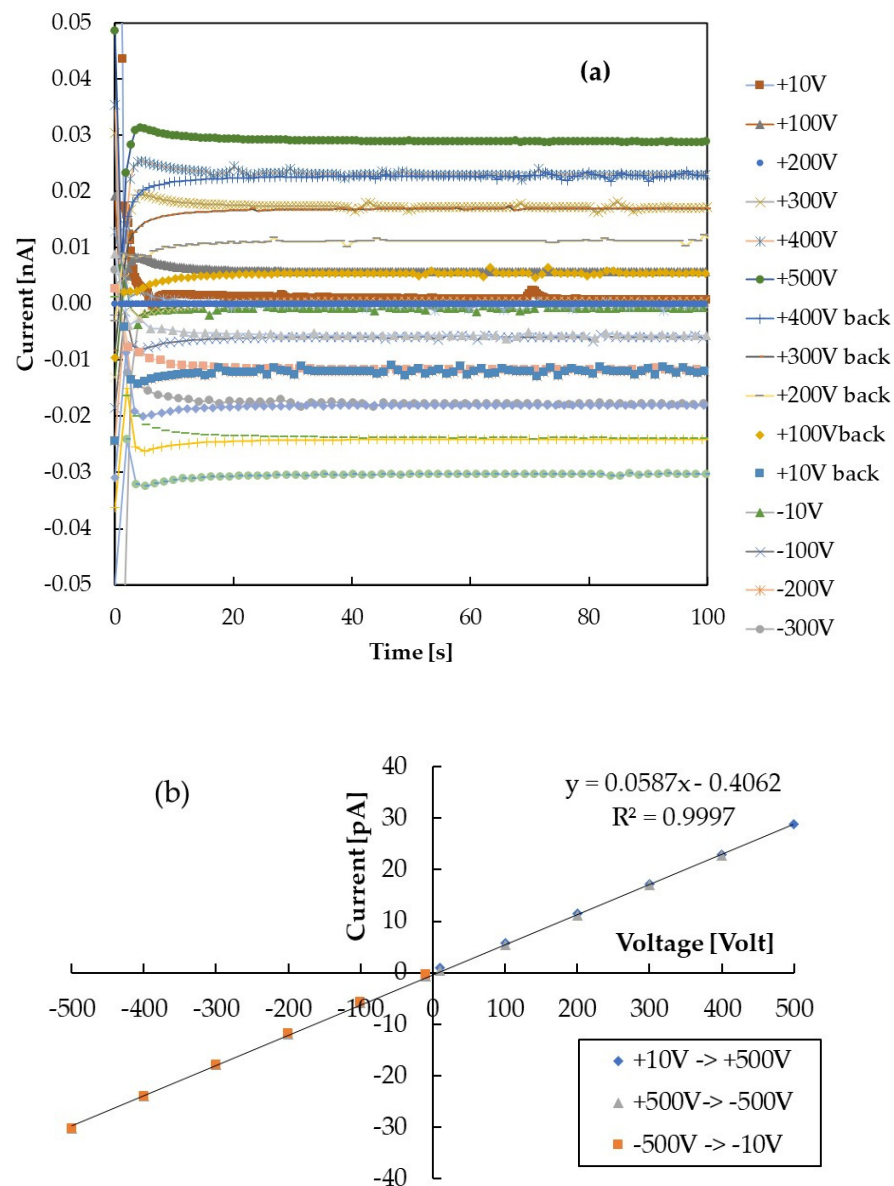 0.05
(a)
0.04
0.03
0.02
0.01
0.00
-0.01
-0.02
-0.03
-0.04
-0.05
Current [nA]
0 20 40 60 80 100
Time [s]
+10V
+100V
+200V
+300V
+400V
+500V
+400V back
+300V back
+200V back
+100Vback
+10V back
-10V
-100V
-200V
-300V
(b)
40
30
20
10
0
-10
-20
-30
-40
Current [pA]
y = 0.0587x - 0.4062
R² = 0.9997
Voltage [Volt]
-500 -400 -300 -200 -100 0 100 200 300 400 500
+10V -> +500V
+500V-> -500V
-500V -> -10V